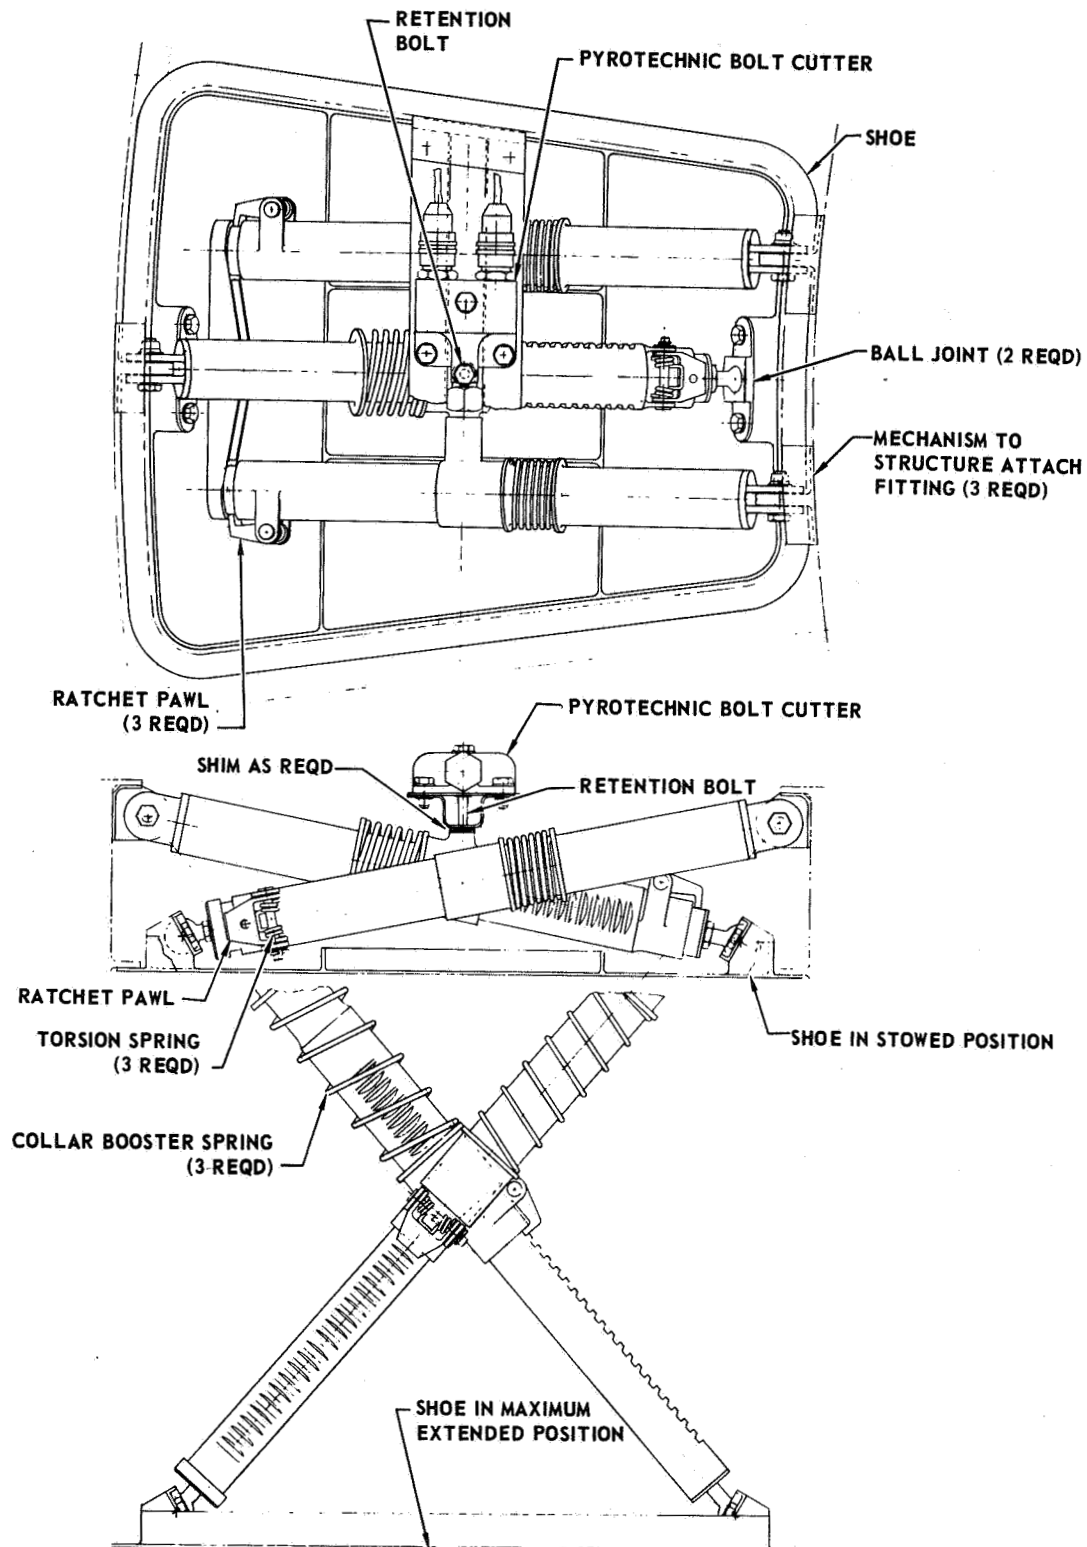 RETENTION
BOLT
PYROTECHNIC BOLT CUTTER
SHOE
BALL JOINT (2 REQD)
MECHANISM TO
STRUCTURE ATTACH
FITTING (3 REQD)
RATCHET PAWL
(3 REQD)
PYROTECHNIC BOLT CUTTER
SHIM AS REQD
RETENTION BOLT
RATCHET PAWL
TORSION SPRING
(3 REQD)
SHOE IN STOWED POSITION
COLLAR BOOSTER SPRING
(3 REQD)
SHOE IN MAXIMUM
EXTENDED POSITION